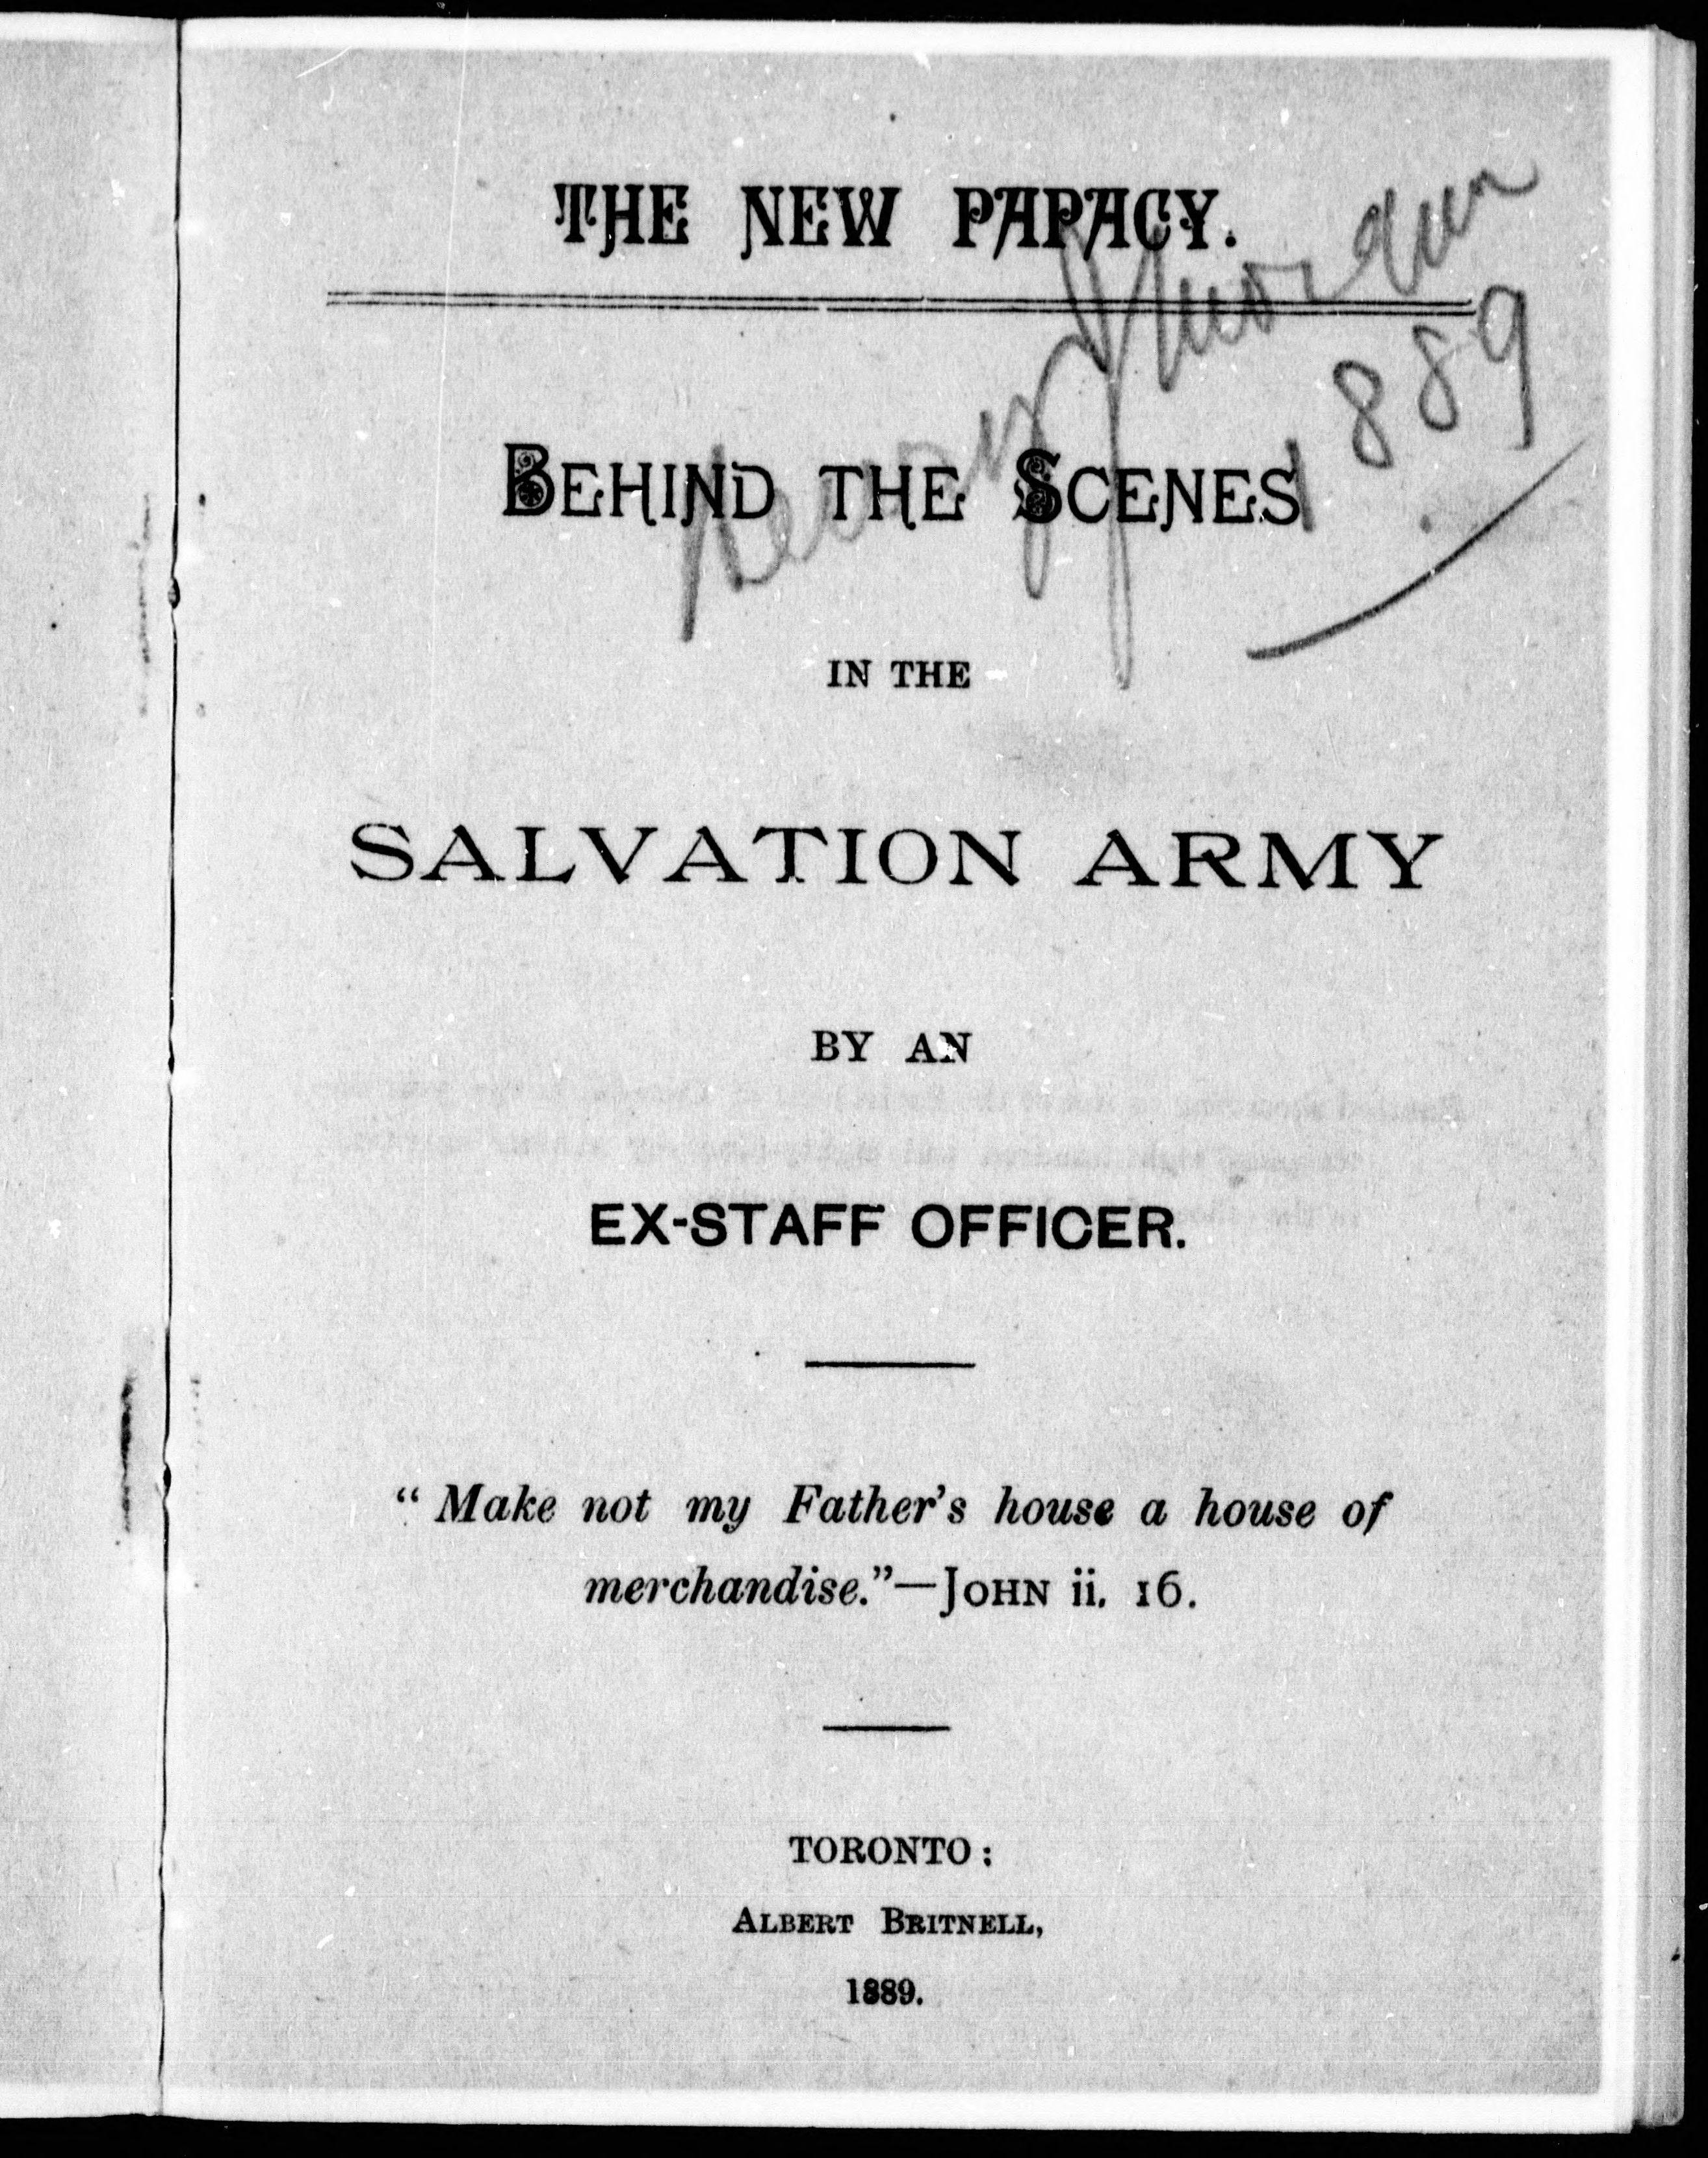 THE NEW PAPACY.
BEHIND THE SCENES
1889
IN THE
SALVATION ARMY
BY AN
EX-STAFF OFFICER.
“ Make not my Father’s house a house of
merchandise.”—JOHN ii. 16.
TORONTO:
ALBERT BRITNELL,
1889.